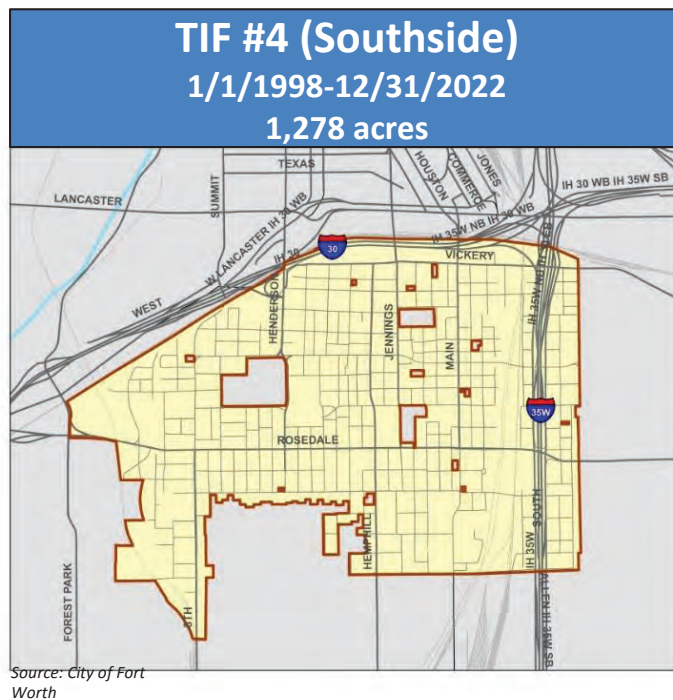 TIF #4 (Southside)
1/1/1998-12/31/2022
1,278 acres
TEXAS
HOUSTON
COMMERCE
JONES
SUMMIT
LANCASTER
IH 30 WB IH 35W SB
W LANCASTER IH 30 WB
IH 35W NB IH 30 WB
IH 30
30
VICKERY
WEST
HENDERSON
JENNINGS
MAIN
35W
ROSEDALE
SOUTH
IH 35W
HEMPHILL
FOREST PARK
8TH
ALLEN IH 35W SB
Source: City of Fort
Worth